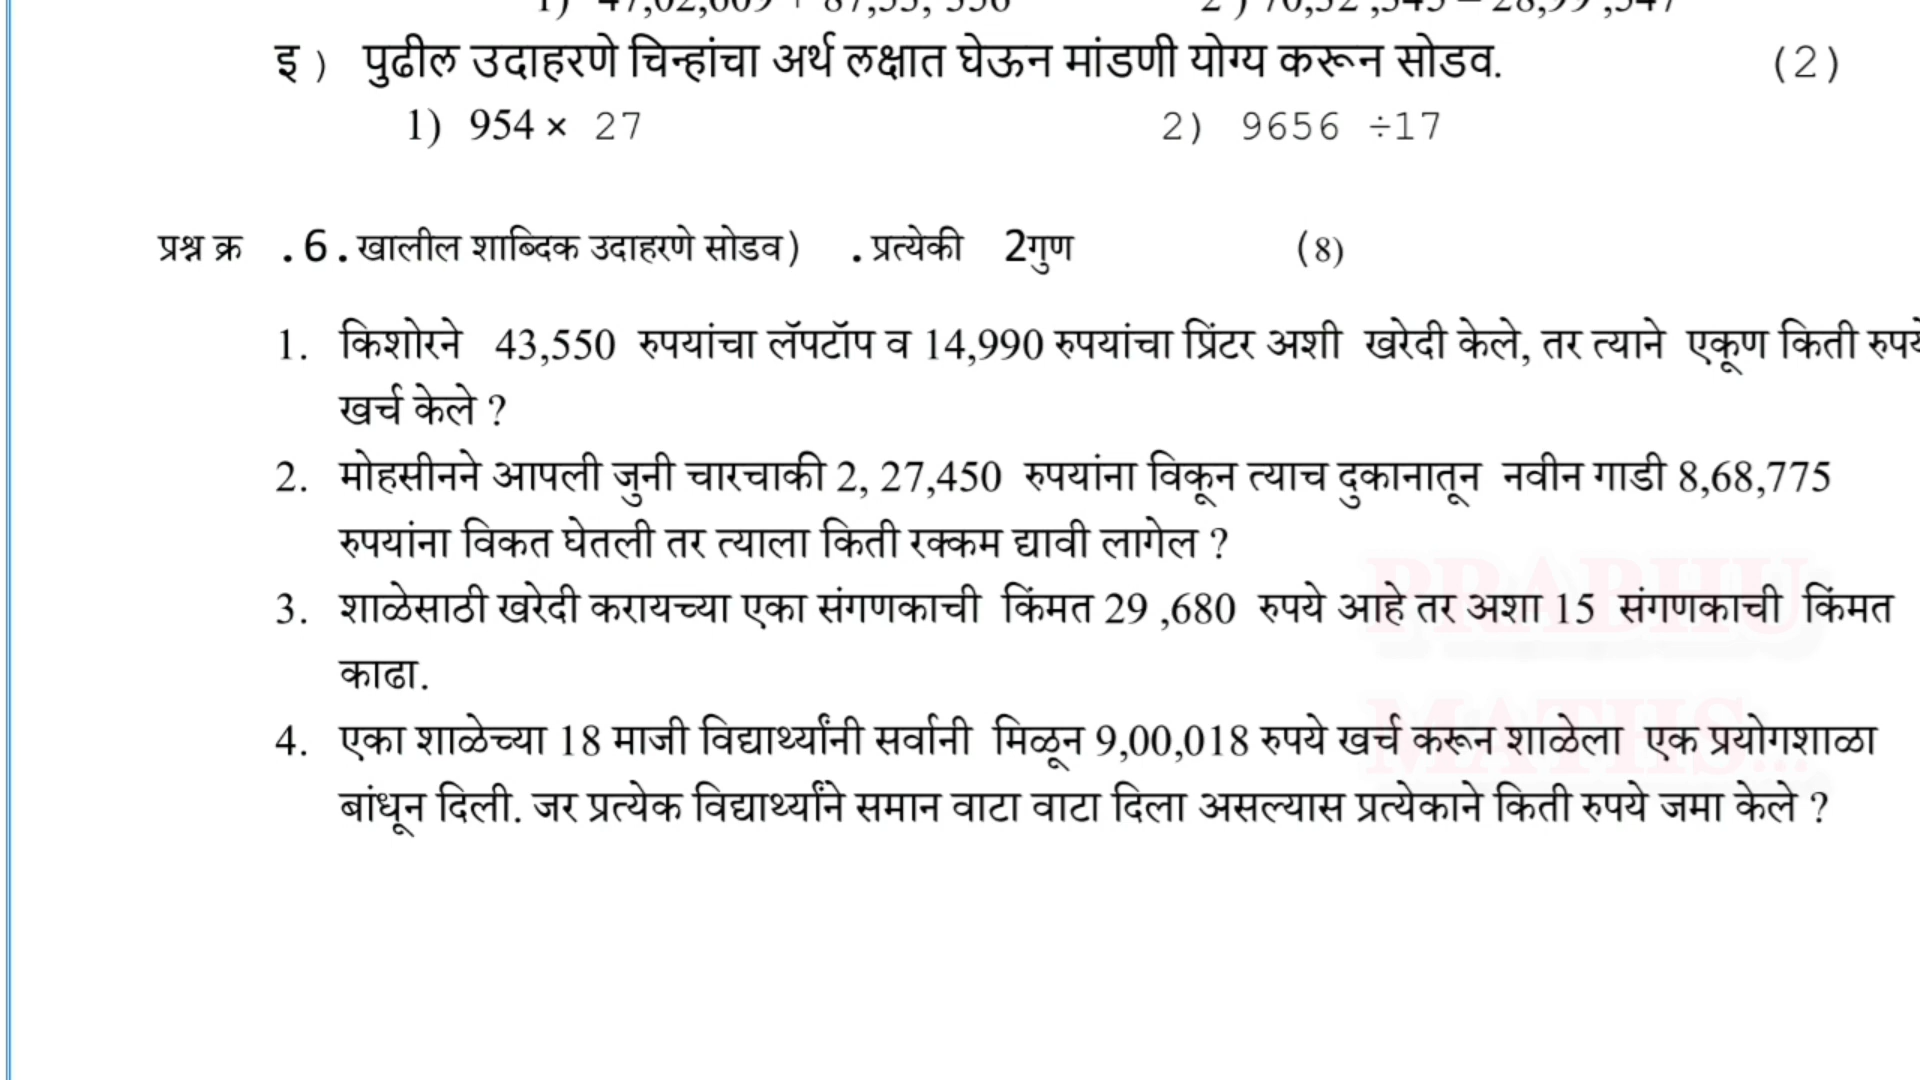 इ ) पुढील उदाहरणे चिन्हांचा अर्थ लक्षात घेऊन मांडणी योग्य करून सोडव. (2)
1) 954 × 27 2) 9656 ÷17
प्रश्न क्र .6.खालील शाब्दिक उदाहरणे सोडव) .प्रत्येकी 2गुण (8)
1. किशोरने 43,550 रुपयांचा लॅपटॉप व 14,990 रुपयांचा प्रिंटर अशी खरेदी केले, तर त्याने एकूण किती रुपये
खर्च केले ?
2. मोहसीनने आपली जुनी चारचाकी 2, 27,450 रुपयांना विकून त्याच दुकानातून नवीन गाडी 8,68,775
रुपयांना विकत घेतली तर त्याला किती रक्कम द्यावी लागेल ?
3. शाळेसाठी खरेदी करायच्या एका संगणकाची किंमत 29 ,680 रुपये आहे तर अशा 15 संगणकाची किंमत
काढा.
4. एका शाळेच्या 18 माजी विद्यार्थ्यांनी सर्वानी मिळून 9,00,018 रुपये खर्च करून शाळेला एक प्रयोगशाळा
बांधून दिली. जर प्रत्येक विद्यार्थ्यांने समान वाटा वाटा दिला असल्यास प्रत्येकाने किती रुपये जमा केले ?
PRABHU
MATHS...